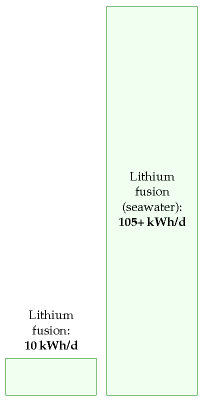 Lithium
fusion
(seawater):
105+ kWh/d
Lithium
fusion:
10 kWh/d